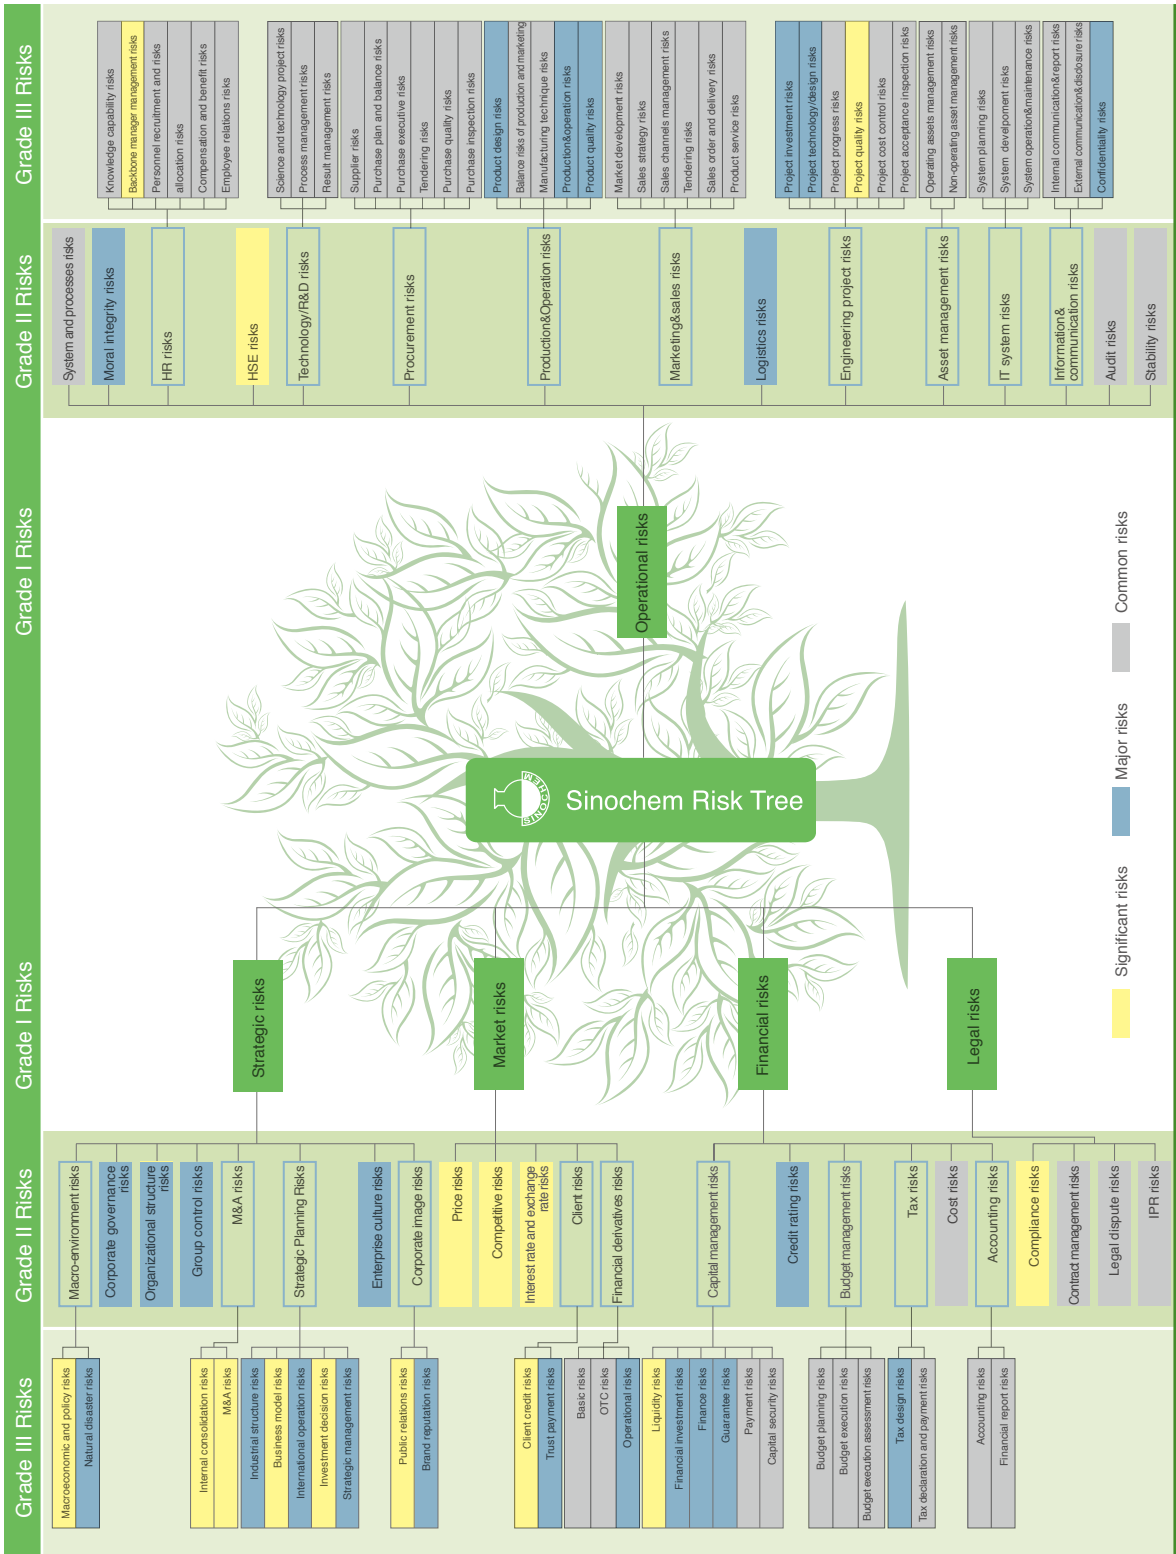 Grade III Risks
Grade II Risks
Grade I Risks
Grade I Risks
Grade II Risks
Grade III Risks
Sinochem Risk Tree
SINOCHEM
Strategic risks
Market risks
Financial risks
Legal risks
Operational risks
Significant risks
Major risks
Common risks
Macro-environment risks
Corporate governance
risks
Organizational structure
risks
Group control risks
M&A risks
Strategic Planning Risks
Enterprise culture risks
Corporate image risks
Price risks
Competitive risks
Interest rate and exchange
rate risks
Client risks
Financial derivatives risks
Capital management risks
Credit rating risks
Budget management risks
Tax risks
Cost risks
Accounting risks
Compliance risks
Contract management risks
Legal dispute risks
IPR risks
Macroeconomic and policy risks
Natural disaster risks
Internal consolidation risks
M&A risks
Industrial structure risks
Business model risks
International operation risks
Investment decision risks
Strategic management risks
Public relations risks
Brand reputation risks
Client credit risks
Trust payment risks
Basic risks
OTC risks
Operational risks
Liquidity risks
Financial investment risks
Finance risks
Guarantee risks
Payment risks
Capital security risks
Budget planning risks
Budget execution risks
Budget execution assessment risks
Tax design risks
Tax declaration and payment risks
Accounting risks
Financial report risks
System and processes risks
Moral integrity risks
HR risks
HSE risks
Technology/R&D risks
Procurement risks
Production&Operation risks
Marketing&sales risks
Logistics risks
Engineering project risks
Asset management risks
IT system risks
Information&
communication risks
Audit risks
Stability risks
Knowledge capability risks
Backbone manager management risks
Personnel recruitment and risks
allocation risks
Compensation and benefit risks
Employee relations risks
Science and technology project risks
Process management risks
Result management risks
Supplier risks
Purchase plan and balance risks
Purchase executive risks
Tendering risks
Purchase quality risks
Purchase inspection risks
Product design risks
Balance risks of production and marketing
Manufacturing technique risks
Production&operation risks
Product quality risks
Market development risks
Sales strategy risks
Sales channels management risks
Tendering risks
Sales order and delivery risks
Product service risks
Project investment risks
Project technology/design risks
Project progress risks
Project quality risks
Project cost control risks
Project acceptance inspection risks
Operating assets management risks
Non-operating asset management risks
System planning risks
System develpoment risks
System operation&maintenance risks
Internal communication&report risks
External communication&disclosure risks
Confidentiality risks